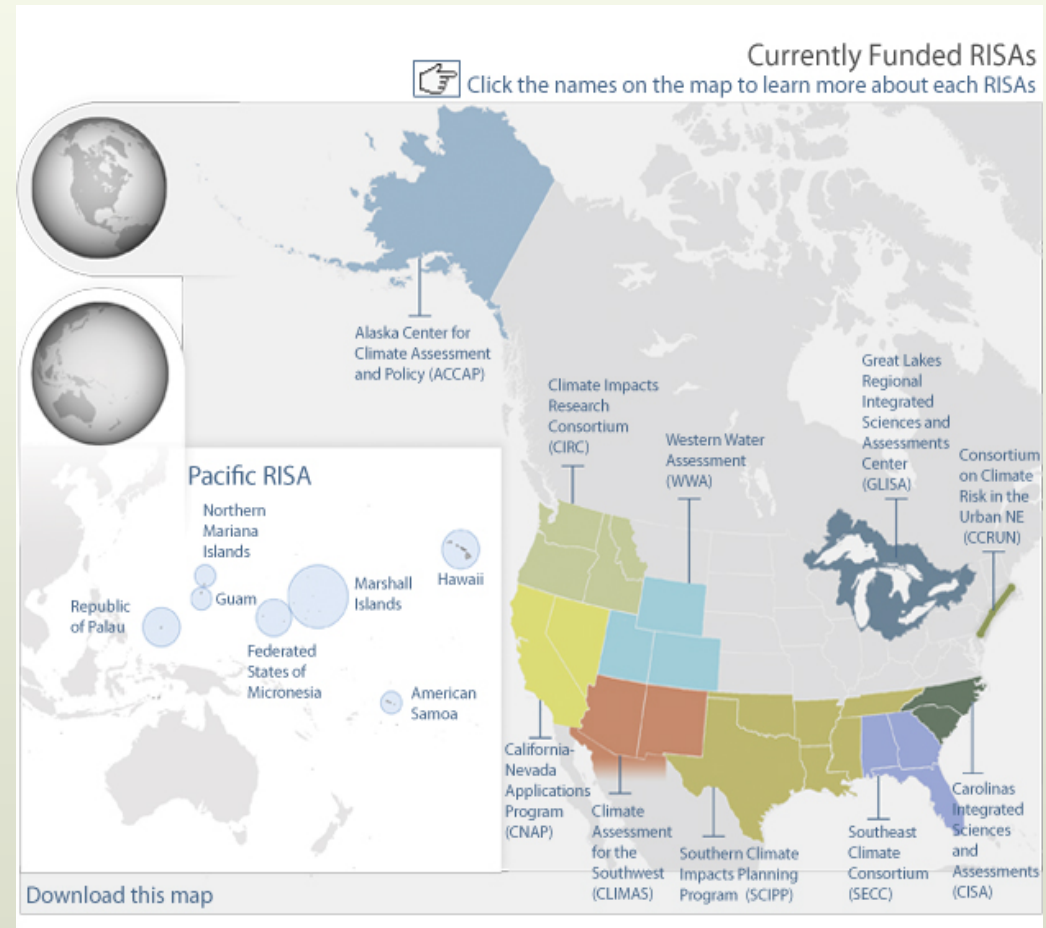 Currently Funded RISAs
Click the names on the map to learn more about each RISAs
Alaska Center for
Climate Assessment
and Policy (ACCAP)
Climate Impacts
Research
Consortium
(CIRC)
Western Water
Assessment
(WWA)
Great Lakes
Regional
Integrated
Sciences and
Assessments
Center
(GLISA)
Consortium
on Climate
Risk in the
Urban NE
(CCRUN)
Pacific RISA
Northern
Mariana
Islands
Guam
Republic
of Palau
Federated
States of
Micronesia
Marshall
Islands
Hawaii
American
Samoa
California-
Nevada
Applications
Program
(CNAP)
Climate
Assessment
for the
Southwest
(CLIMAS)
Southern Climate
Impacts Planning
Program (SCIPP)
Southeast
Climate
Consortium
(SECC)
Carolinas
Integrated
Sciences
and
Assessments
(CISA)
Download this map